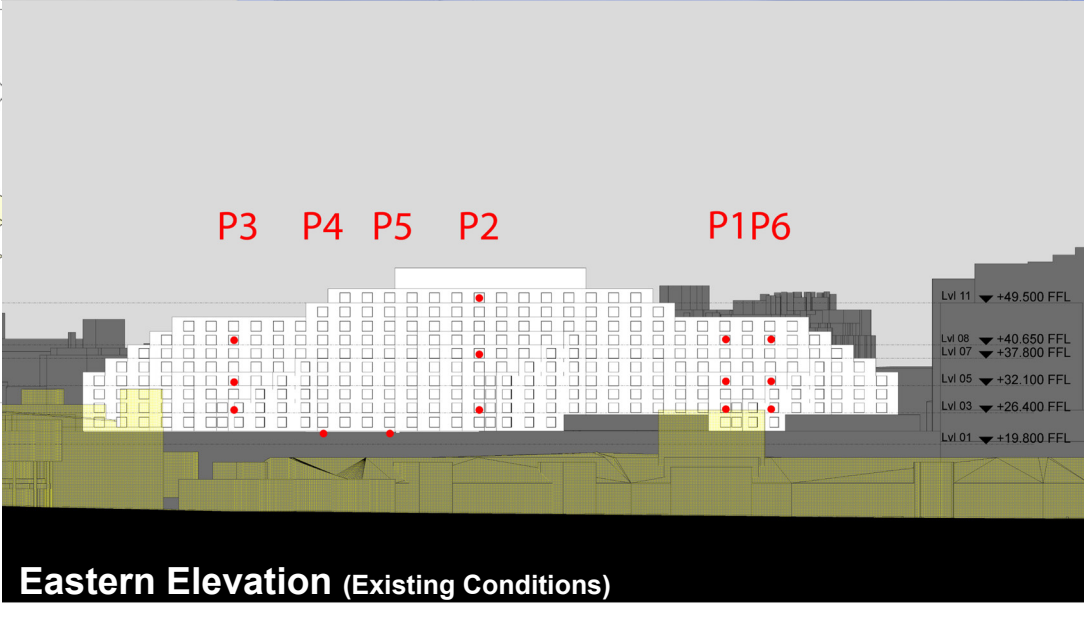 P3 P4 P5 P2 P1 P6
Lvl 11 +49.500 FFL
Lvl 08 +40.650 FFL
Lvl 07 +37.800 FFL
Lvl 05 +32.100 FFL
Lvl 03 +26.400 FFL
Lvl 01 +19.800 FFL
Eastern Elevation (Existing Conditions)